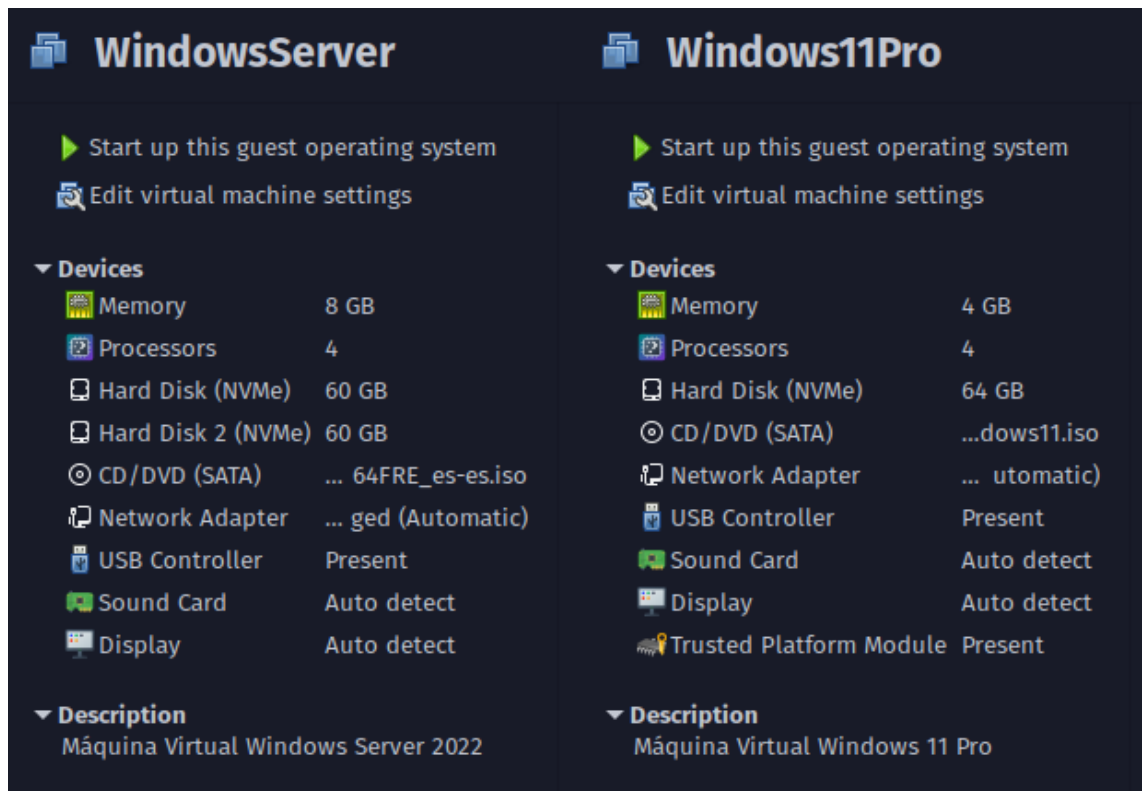 WindowsServer
Start up this guest operating system
Edit virtual machine settings
Devices
Memory 8 GB
Processors 4
Hard Disk (NVMe) 60 GB
Hard Disk 2 (NVMe) 60 GB
CD/DVD (SATA) ... 64FRE_es-es.iso
Network Adapter ... ged (Automatic)
USB Controller Present
Sound Card Auto detect
Display Auto detect
Description
Máquina Virtual Windows Server 2022
Windows11Pro
Start up this guest operating system
Edit virtual machine settings
Devices
Memory 4 GB
Processors 4
Hard Disk (NVMe) 64 GB
CD/DVD (SATA) ...dows11.iso
Network Adapter ... utomatic)
USB Controller Present
Sound Card Auto detect
Display Auto detect
Trusted Platform Module Present
Description
Máquina Virtual Windows 11 Pro